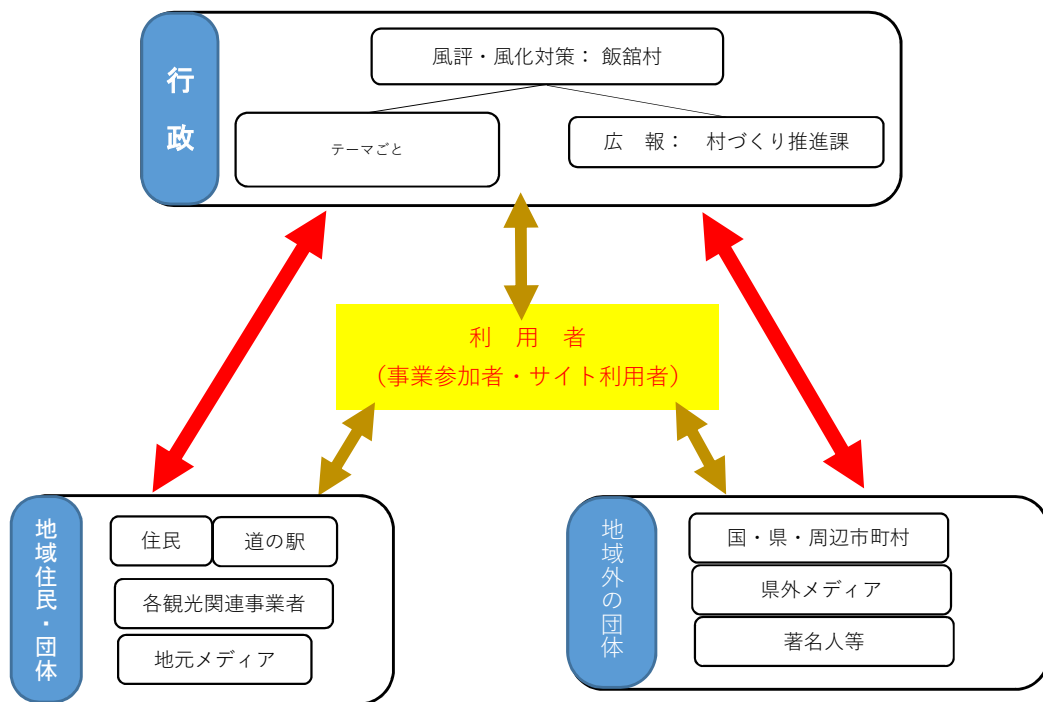 行政
風評・風化対策： 飯舘村
テーマごと
広　報：　村づくり推進課
利　用　者
（事業参加者・サイト利用者）
地域住民・団体
住民
道の駅
各観光関連事業者
地元メディア
地域外の団体
国・県・周辺市町村
県外メディア
著名人等